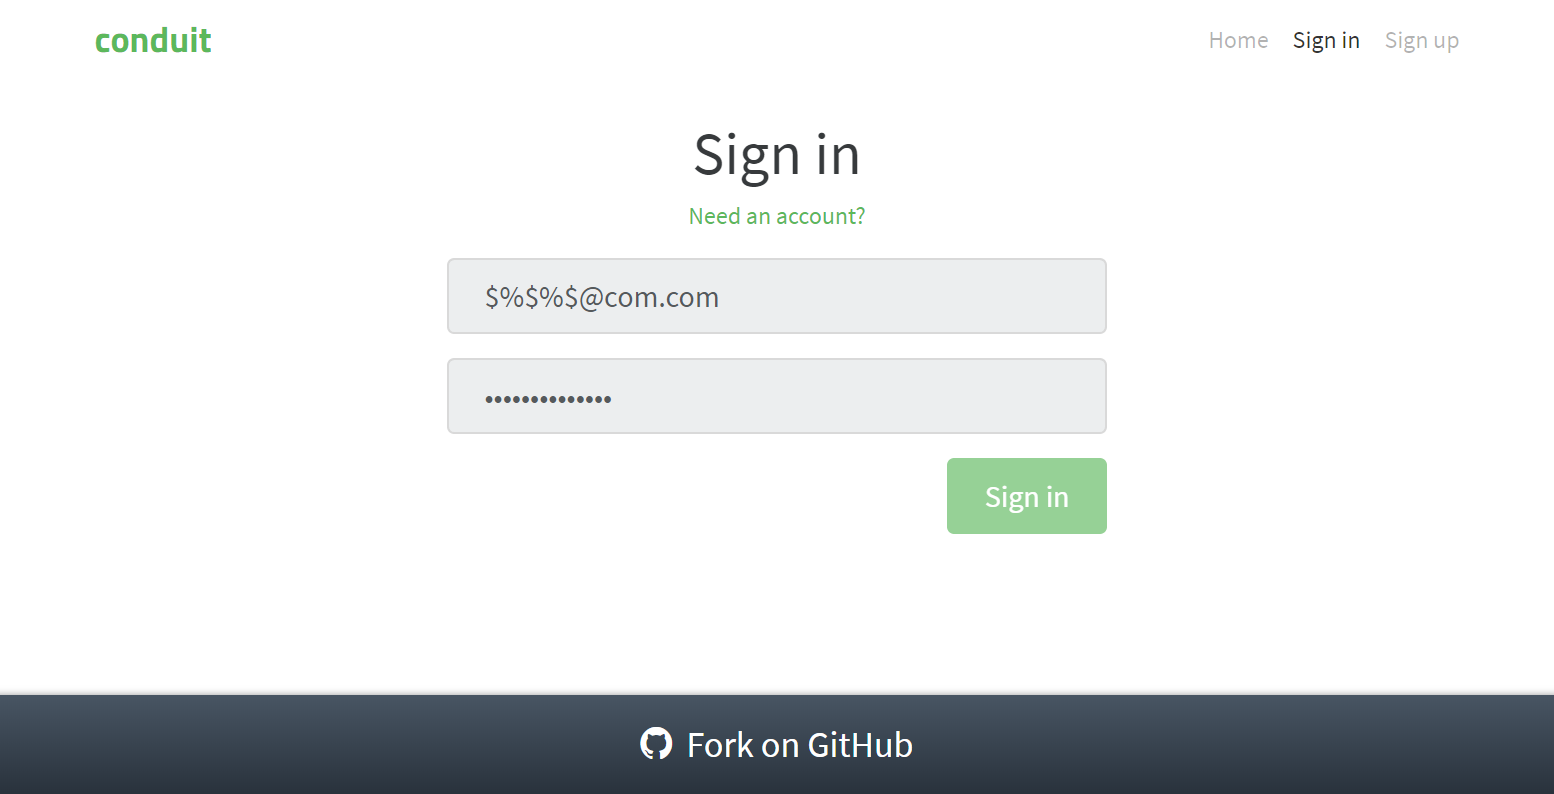 conduit
Home Sign in Sign up
Sign in
Need an account?
$%$%$@com.com
••••••••••••••
Sign in
Fork on GitHub